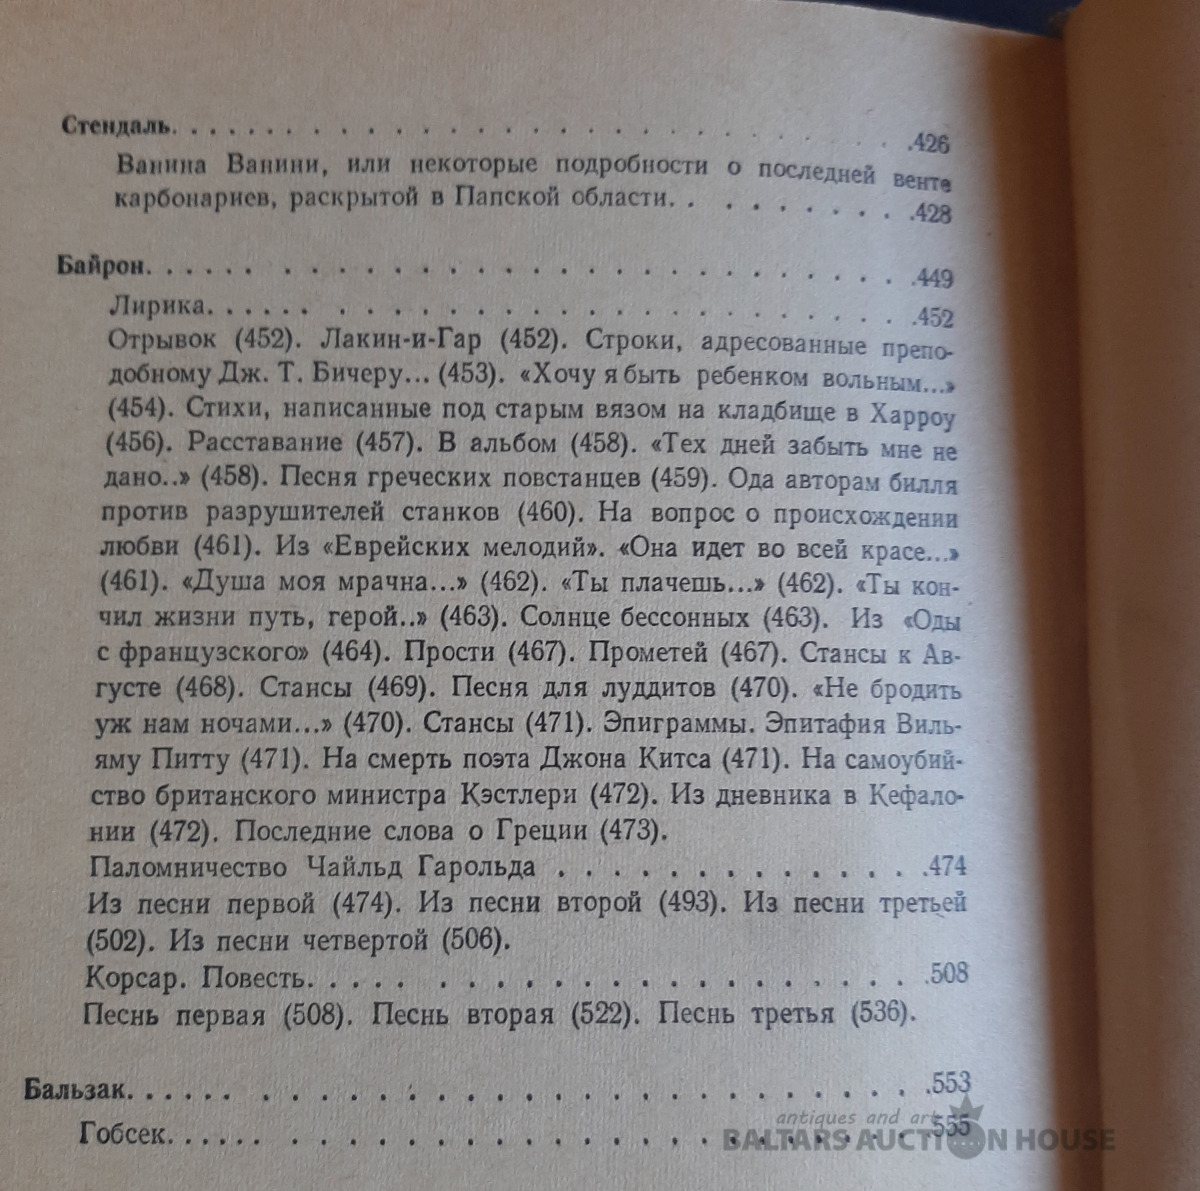 Стендаль. . . . . . . . . . . . . . . . . . . . . . . .426
Ванина Ванини, или некоторые подробности о последней венте
карбонариев, раскрытой в Папской области. . . . . . . . . .428
Байрон. . . . . . . . . . . . . . . . . . . . . . . . .449
Лирика. . . . . . . . . . . . . . . . . . . . . . . . .452
Отрывок (452). Лакин-и-Гар (452). Строки, адресованные препо-
добному Дж. Т. Бичеру... (453). «Хочу я быть ребенком вольным...»
(454). Стихи, написанные под старым вязом на кладбище в Харроу
(456). Расставание (457). В альбом (458). «Тех дней забыть мне не
дано..» (458). Песня греческих повстанцев (459). Ода авторам билля
против разрушителей станков (460). На вопрос о происхождении
любви (461). Из «Еврейских мелодий». «Она идет во всей красе...»
(461). «Душа моя мрачна...» (462). «Ты плачешь...» (462). «Ты кон-
чил жизни путь, герой..» (463). Солнце бессонных (463). Из «Оды
с французского» (464). Прости (467). Прометей (467). Стансы к Ав-
густе (468). Стансы (469). Песня для луддитов (470). «Не бродить
уж нам ночами...» (470). Стансы (471). Эпиграммы. Эпитафия Виль-
яму Питту (471). На смерть поэта Джона Китса (471). На самоубий-
ство британского министра Кэстлери (472). Из дневника в Кефало-
нии (472). Последние слова о Греции (473).
Паломничество Чайльд Гарольда . . . . . . . . . . . . . .474
Из песни первой (474). Из песни второй (493). Из песни третьей
(502). Из песни четвертой (506).
Корсар. Повесть. . . . . . . . . . . . . . . . . . . . .508
Песнь первая (508). Песнь вторая (522). Песнь третья (536).
Бальзак. . . . . . . . . . . . . . . . . . . . . . . . .553
Гобсек. . . . . . . . . . . . . . . . . . . . . . . . .555
antiques and art
BALTARS AUCTION HOUSE